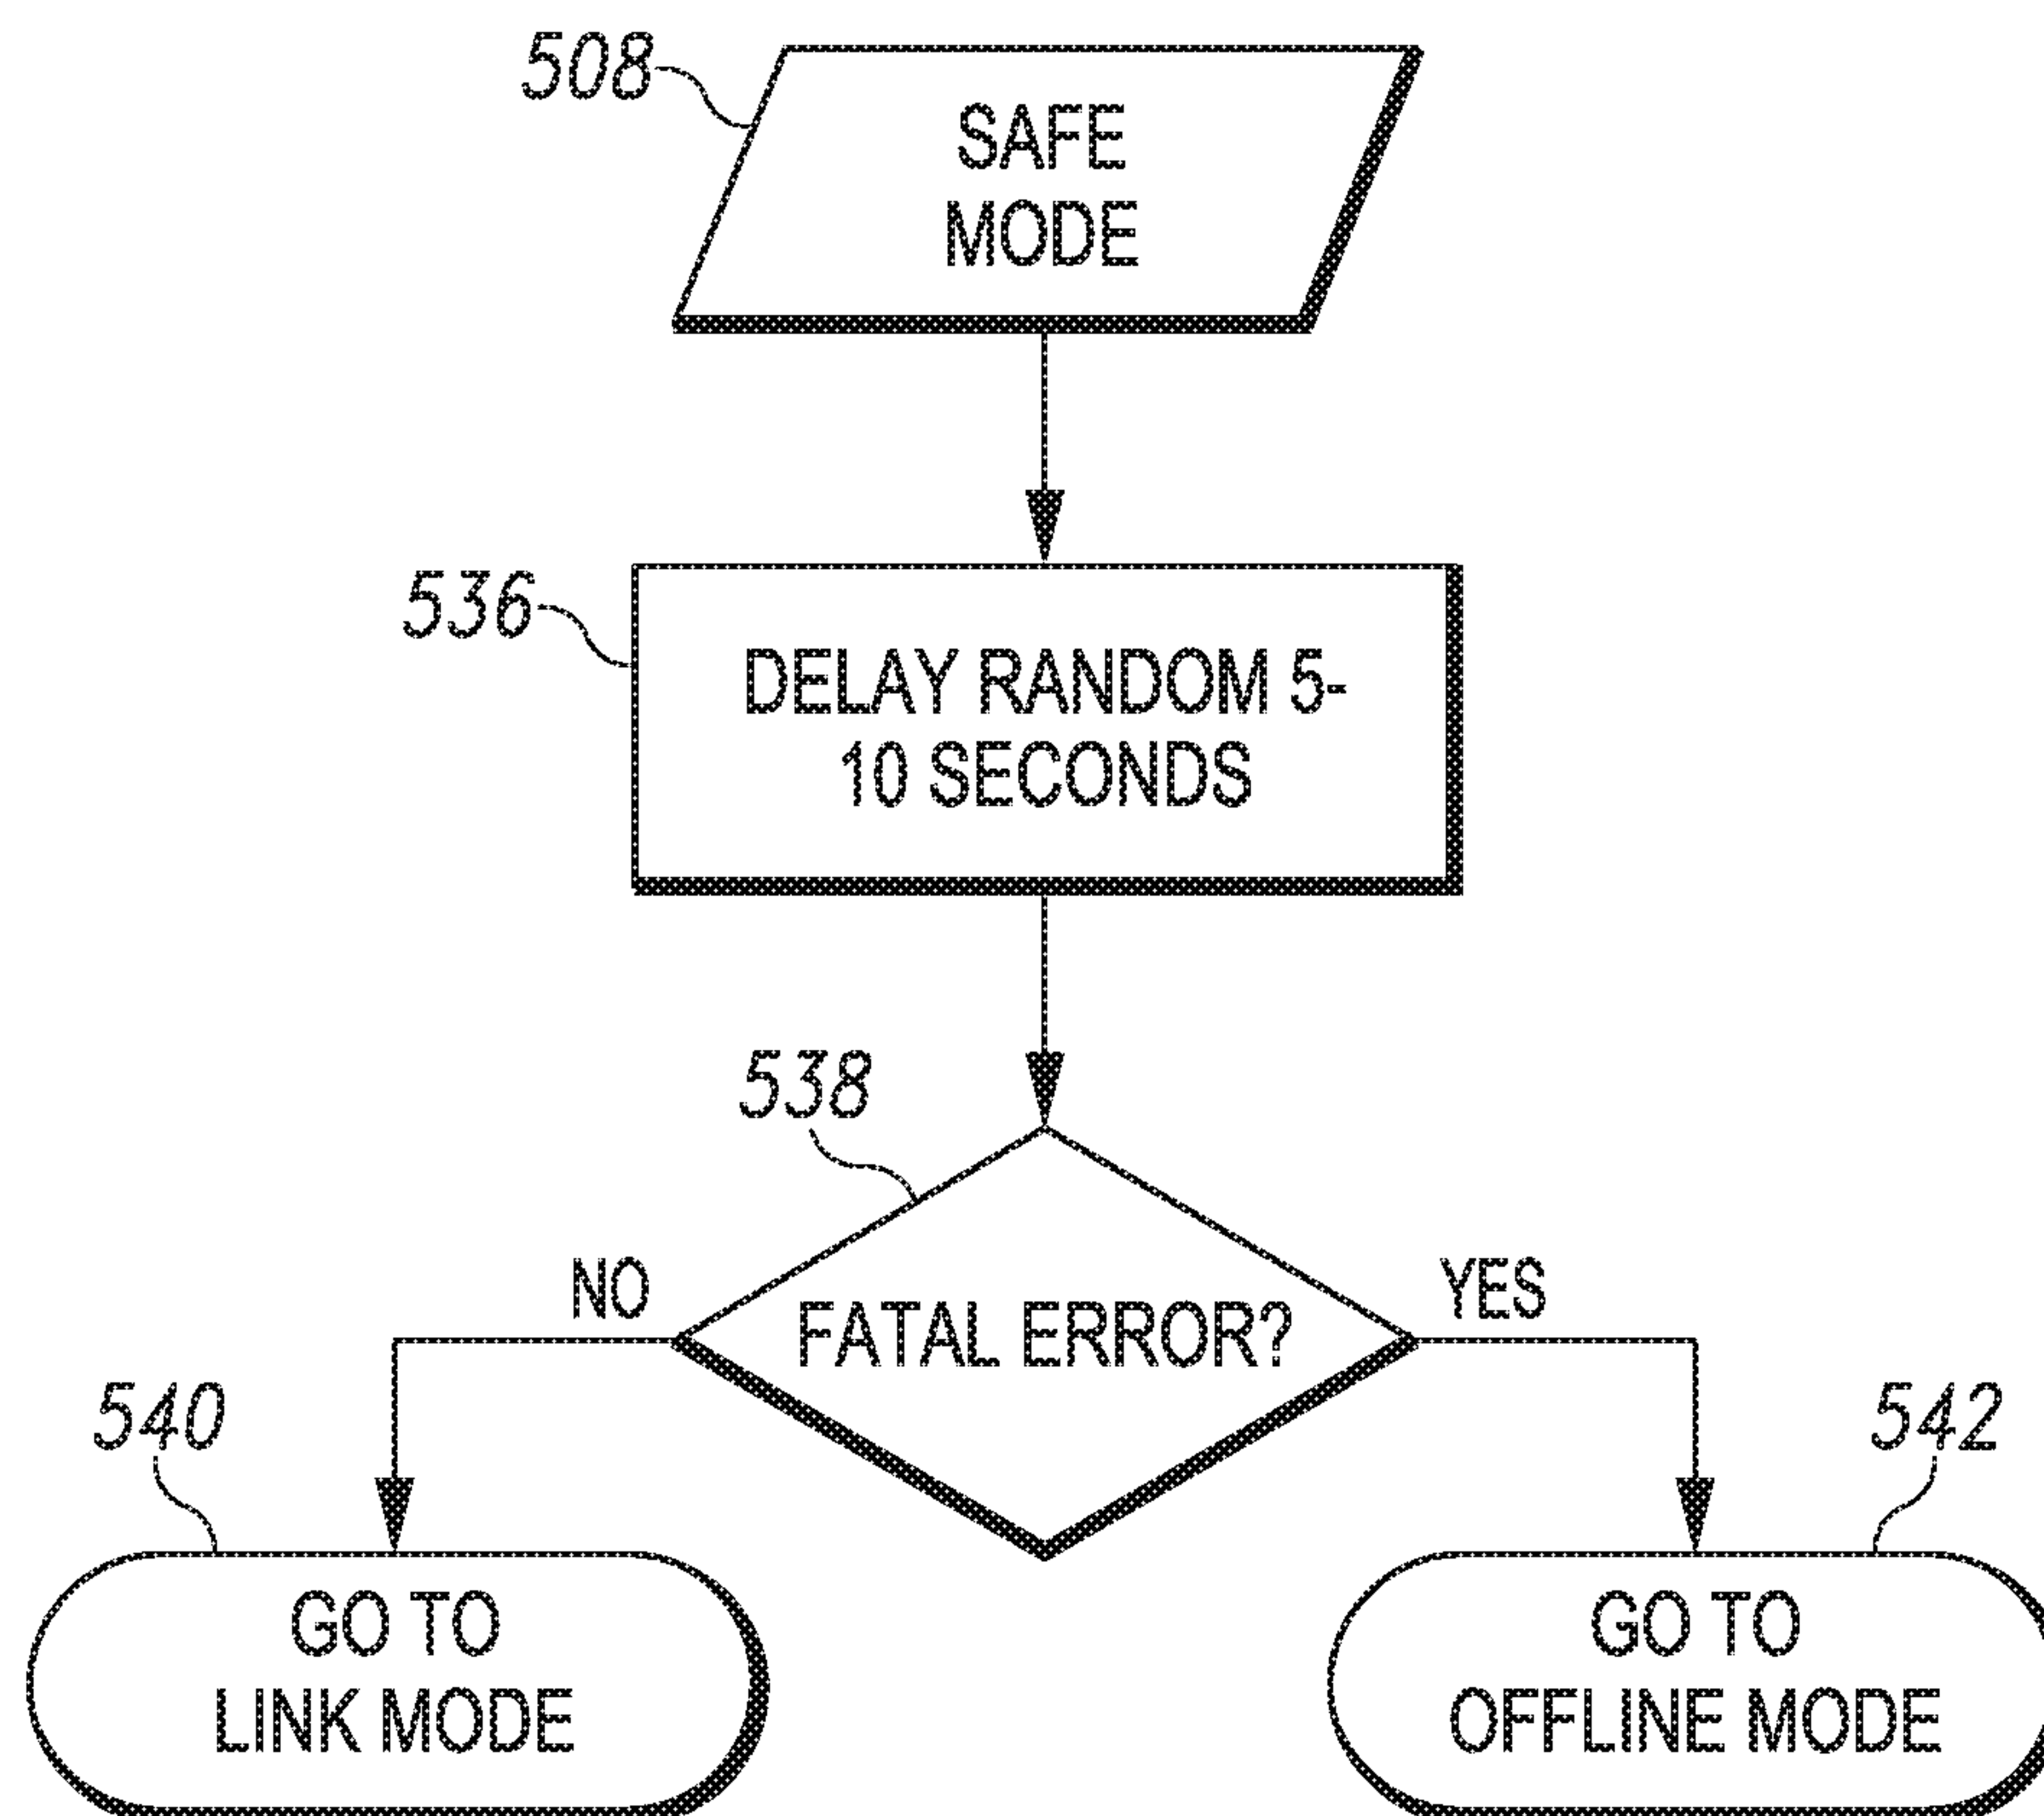 508
SAFE
MODE
536
DELAY RANDOM 5-
10 SECONDS
538
NO
FATAL ERROR?
YES
540
542
GO TO
LINK MODE
GO TO
OFFLINE MODE